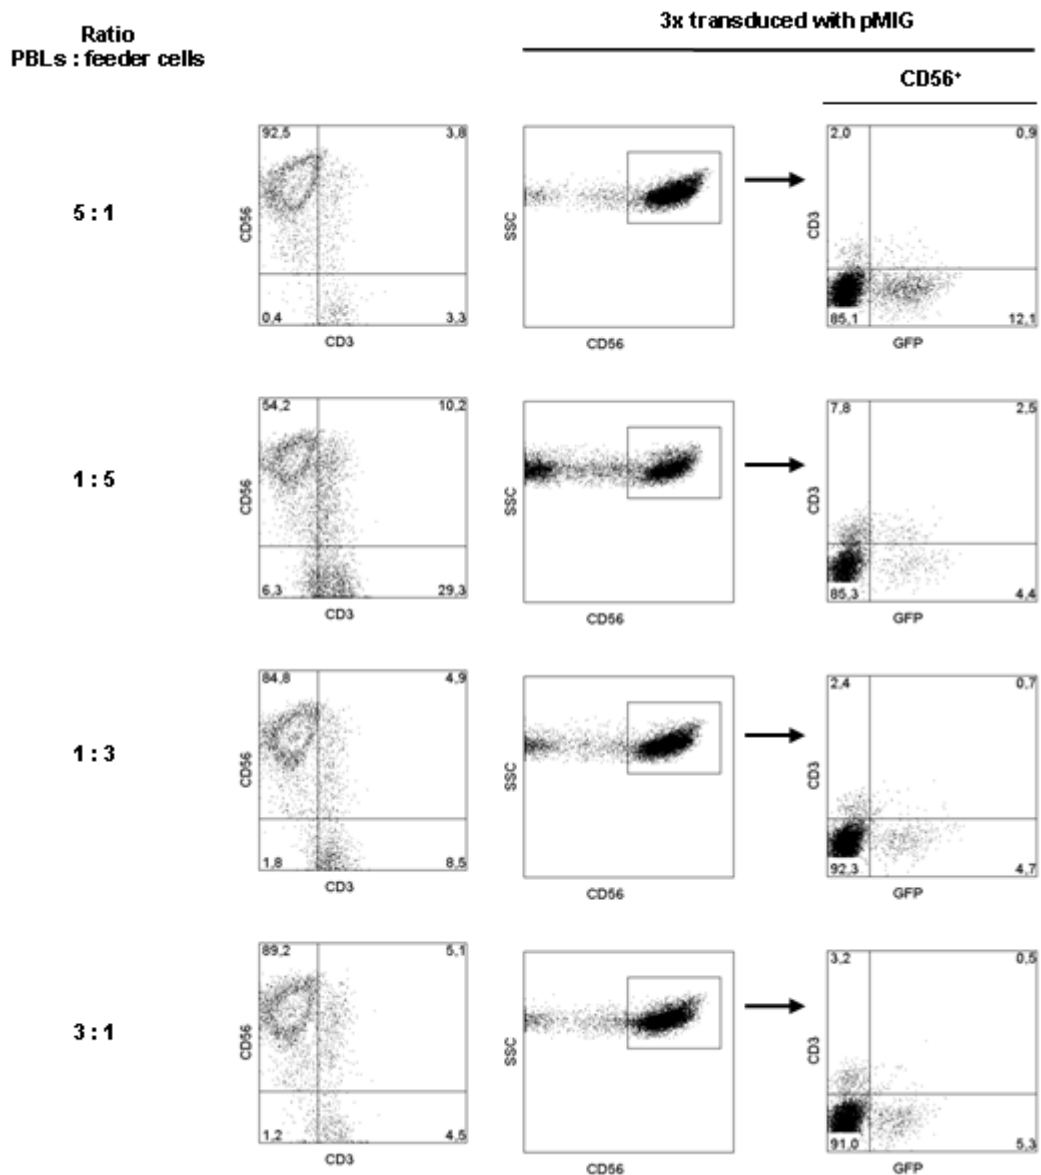 3x transduced with pMIG
Ratio
PBLs : feeder cells
CD56⁺
5 : 1
92,5 3,8
CD56
0,4 3,3
CD3
SSC
CD56
2,0 0,9
CD3
85,1 12,1
GFP
1 : 5
54,2 10,2
CD56
6,3 29,3
CD3
SSC
CD56
7,8 2,5
CD3
85,3 4,4
GFP
1 : 3
84,8 4,9
CD56
1,8 8,5
CD3
SSC
CD56
2,4 0,7
CD3
92,3 4,7
GFP
3 : 1
89,2 5,1
CD56
1,2 4,5
CD3
SSC
CD56
3,2 0,5
CD3
91,0 5,3
GFP